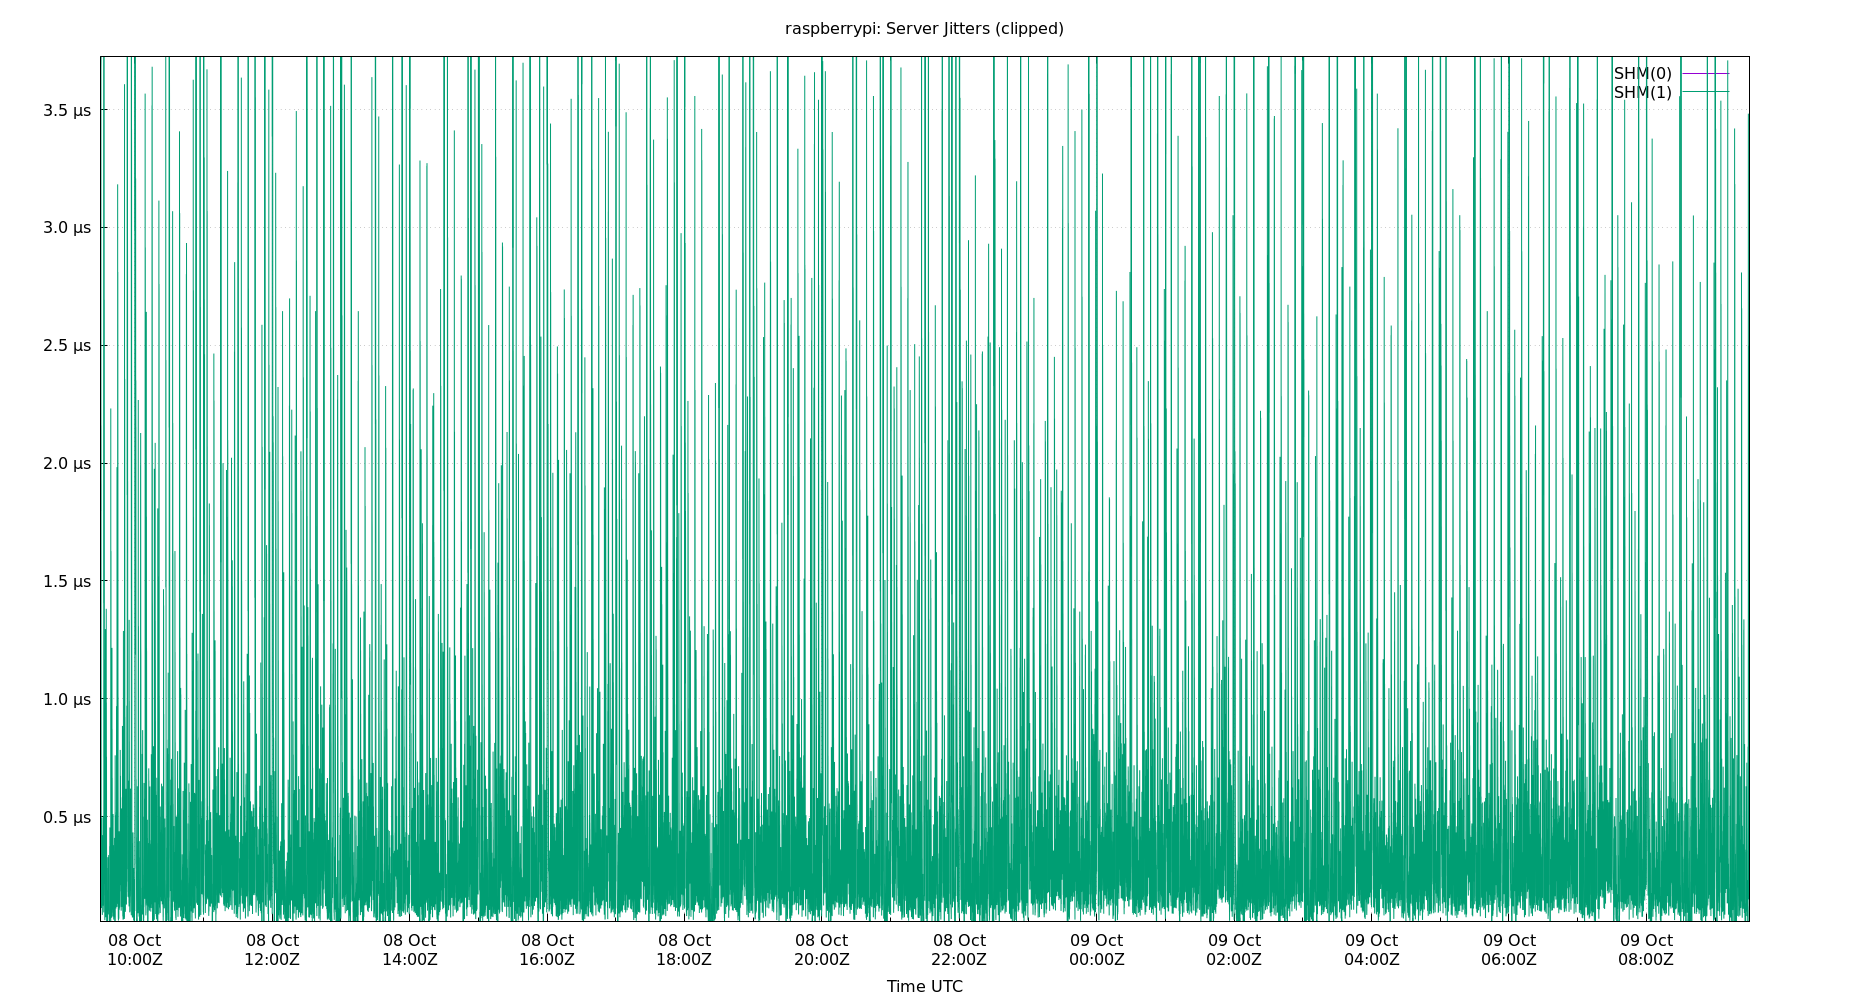 raspberrypi: Server Jitters (clipped)
SHM(0)
SHM(1)
3.5 µs
3.0 µs
2.5 µs
2.0 µs
1.5 µs
1.0 µs
0.5 µs
08 Oct 08 Oct 08 Oct 08 Oct 08 Oct 08 Oct 08 Oct 09 Oct 09 Oct 09 Oct 09 Oct 09 Oct
10:00Z 12:00Z 14:00Z 16:00Z 18:00Z 20:00Z 22:00Z 00:00Z 02:00Z 04:00Z 06:00Z 08:00Z
Time UTC